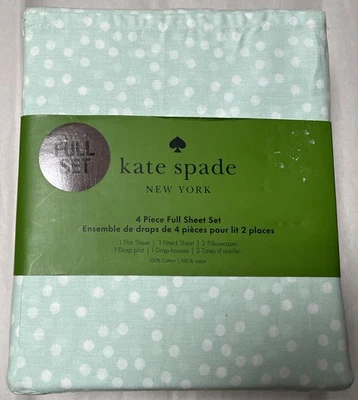 FULL
SET
kate spade
NEW YORK
4 Piece Full Sheet Set
Ensemble de draps de 4 pièces pour lit 2 places
1 Flat Sheet | 1 Fitted Sheet | 2 Pillowcases
1 Drap plat | 1 Drap-housse | 2 Taies d'oreiller
100% Cotton | 100 % coton